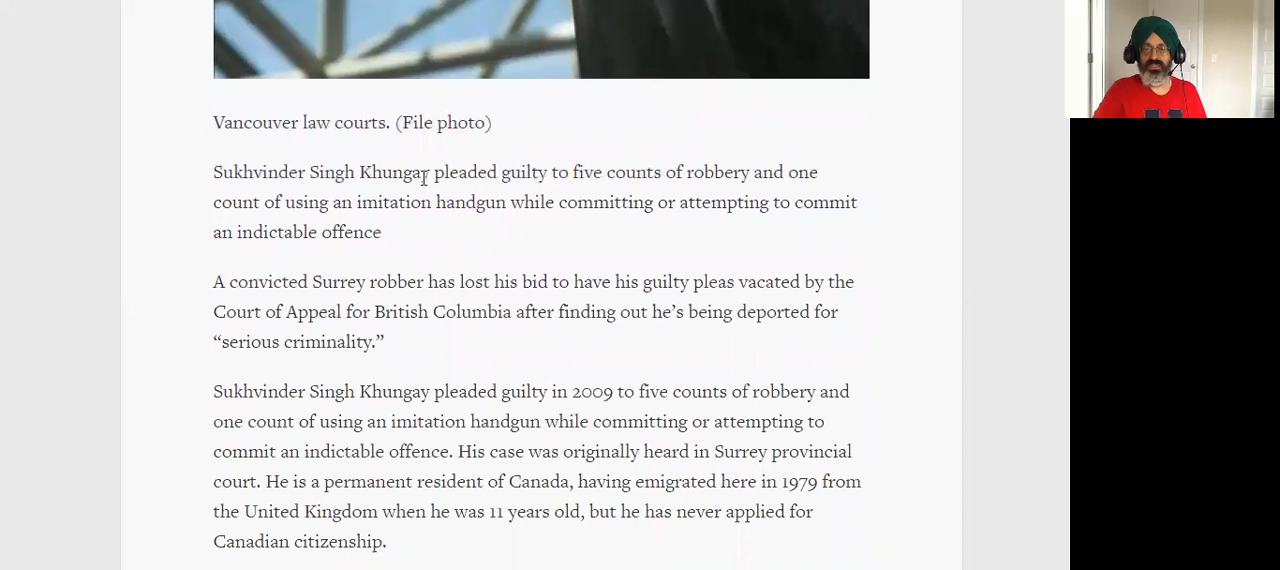 Vancouver law courts. (File photo)
Sukhvinder Singh Khungay pleaded guilty to five counts of robbery and one
count of using an imitation handgun while committing or attempting to commit
an indictable offence
A convicted Surrey robber has lost his bid to have his guilty pleas vacated by the
Court of Appeal for British Columbia after finding out he’s being deported for
“serious criminality.”
Sukhvinder Singh Khungay pleaded guilty in 2009 to five counts of robbery and
one count of using an imitation handgun while committing or attempting to
commit an indictable offence. His case was originally heard in Surrey provincial
court. He is a permanent resident of Canada, having emigrated here in 1979 from
the United Kingdom when he was 11 years old, but he has never applied for
Canadian citizenship.